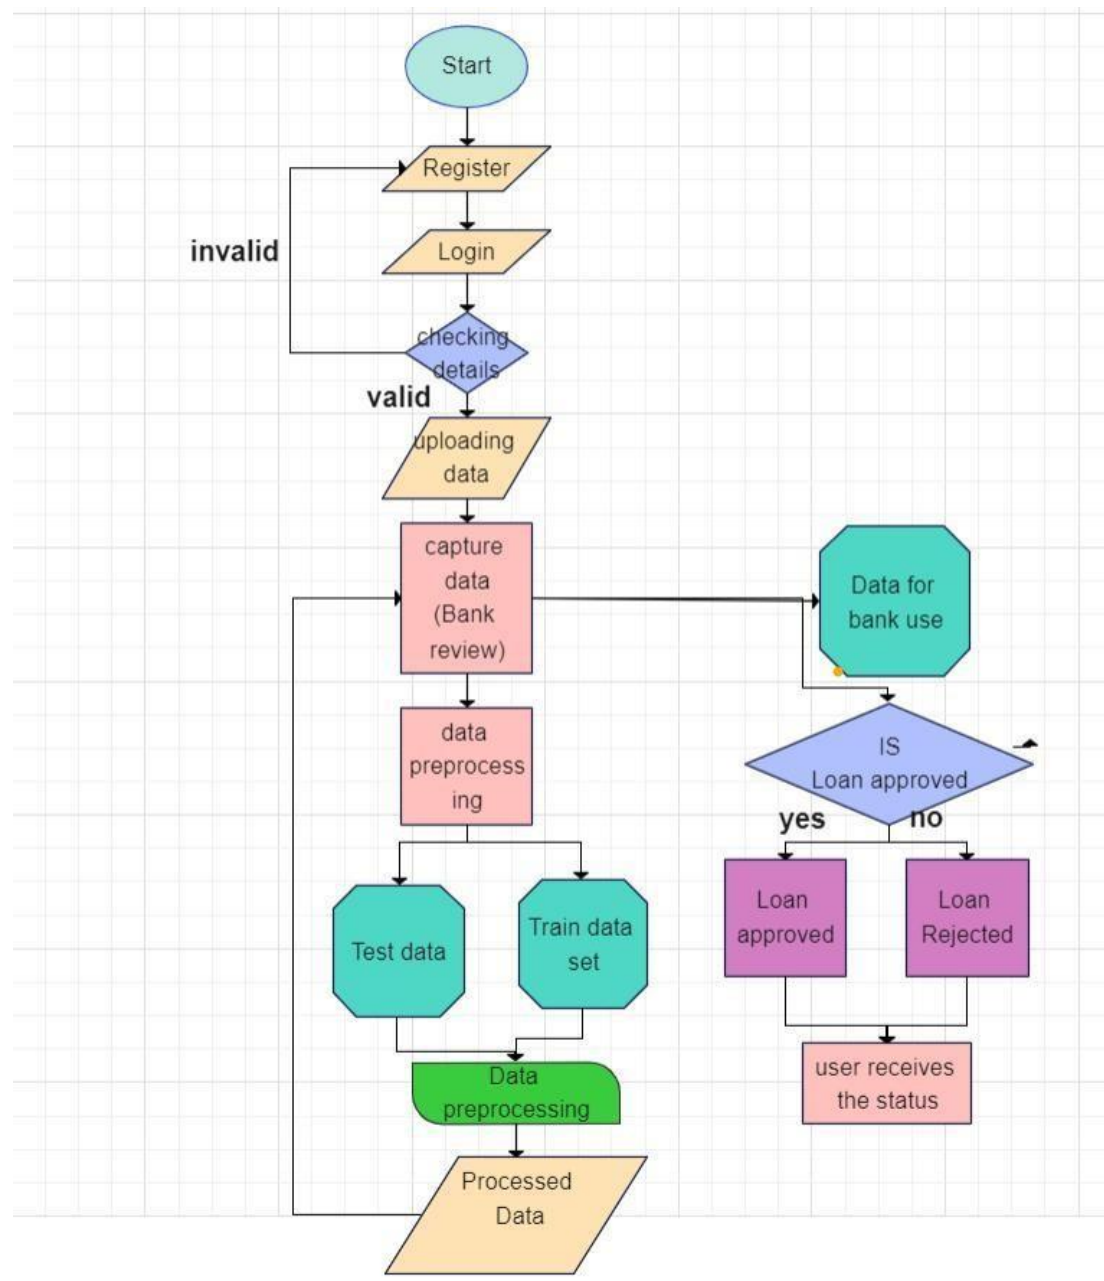 Start
Register
invalid
Login
checking
details
valid
uploading
data
capture
data
(Bank
review)
Data for
bank use
data
preprocess
ing
IS
Loan approved
yes
no
Test data
Train data
set
Loan
approved
Loan
Rejected
Data
preprocessing
user receives
the status
Processed
Data